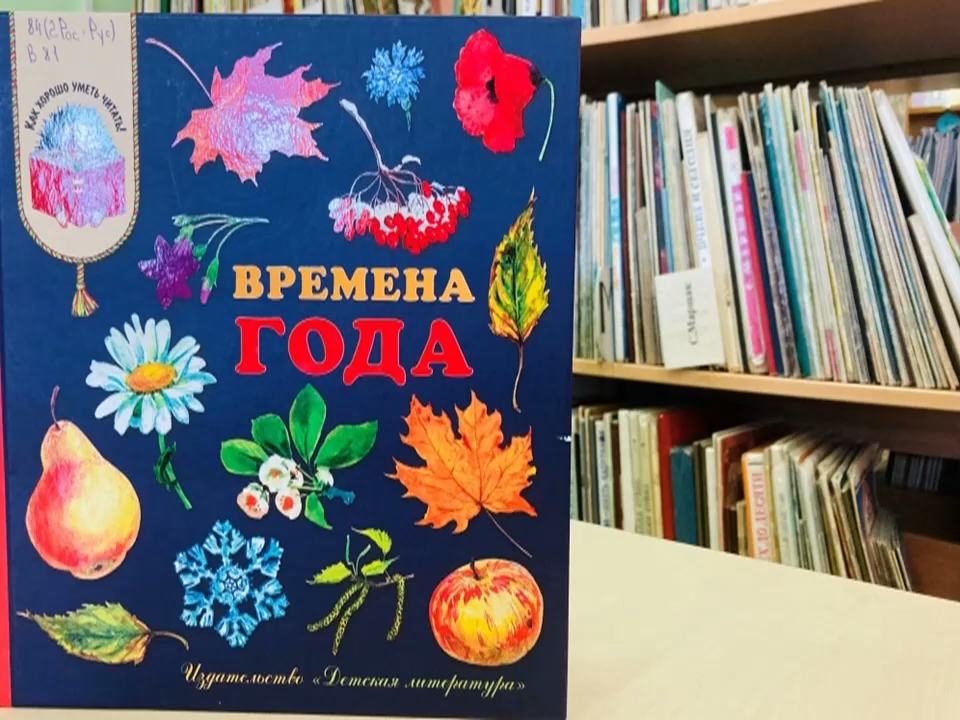 84(2Рос-Рус)
В 81
КАК ХОРОШО УМЕТЬ ЧИТАТЬ!
ВРЕМЕНА
ГОДА
Издательство «Детская литература»
С.Маршак